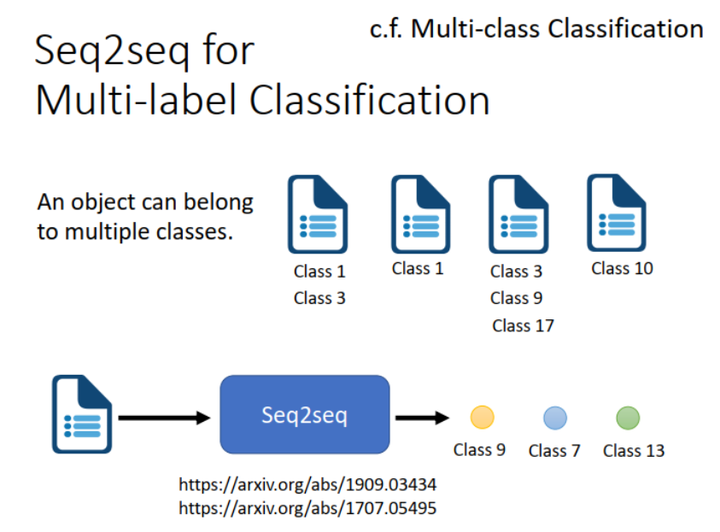 c.f. Multi-class Classification
Seq2seq for
Multi-label Classification
An object can belong
to multiple classes.
Class 1
Class 3
Class 1
Class 3
Class 9
Class 17
Class 10
Seq2seq
Class 9
Class 7
Class 13
https://arxiv.org/abs/1909.03434
https://arxiv.org/abs/1707.05495